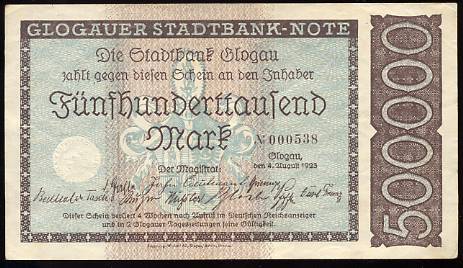 GLOGAUER STADTBANK-NOTE
Die Stadtbank Glogau
zahlt gegen diesen Schein an den Inhaber
Fünfhunderttausend
Mark
№ 000538
Der Magistrat:
Glogau,
den 4. August 1923
Dieser Schein verliert 4 Wochen nach Aufruf im Deutschen Reichsanzeiger
und in 2 Glogauer Tageszeitungen seine Gültigkeit.
500000